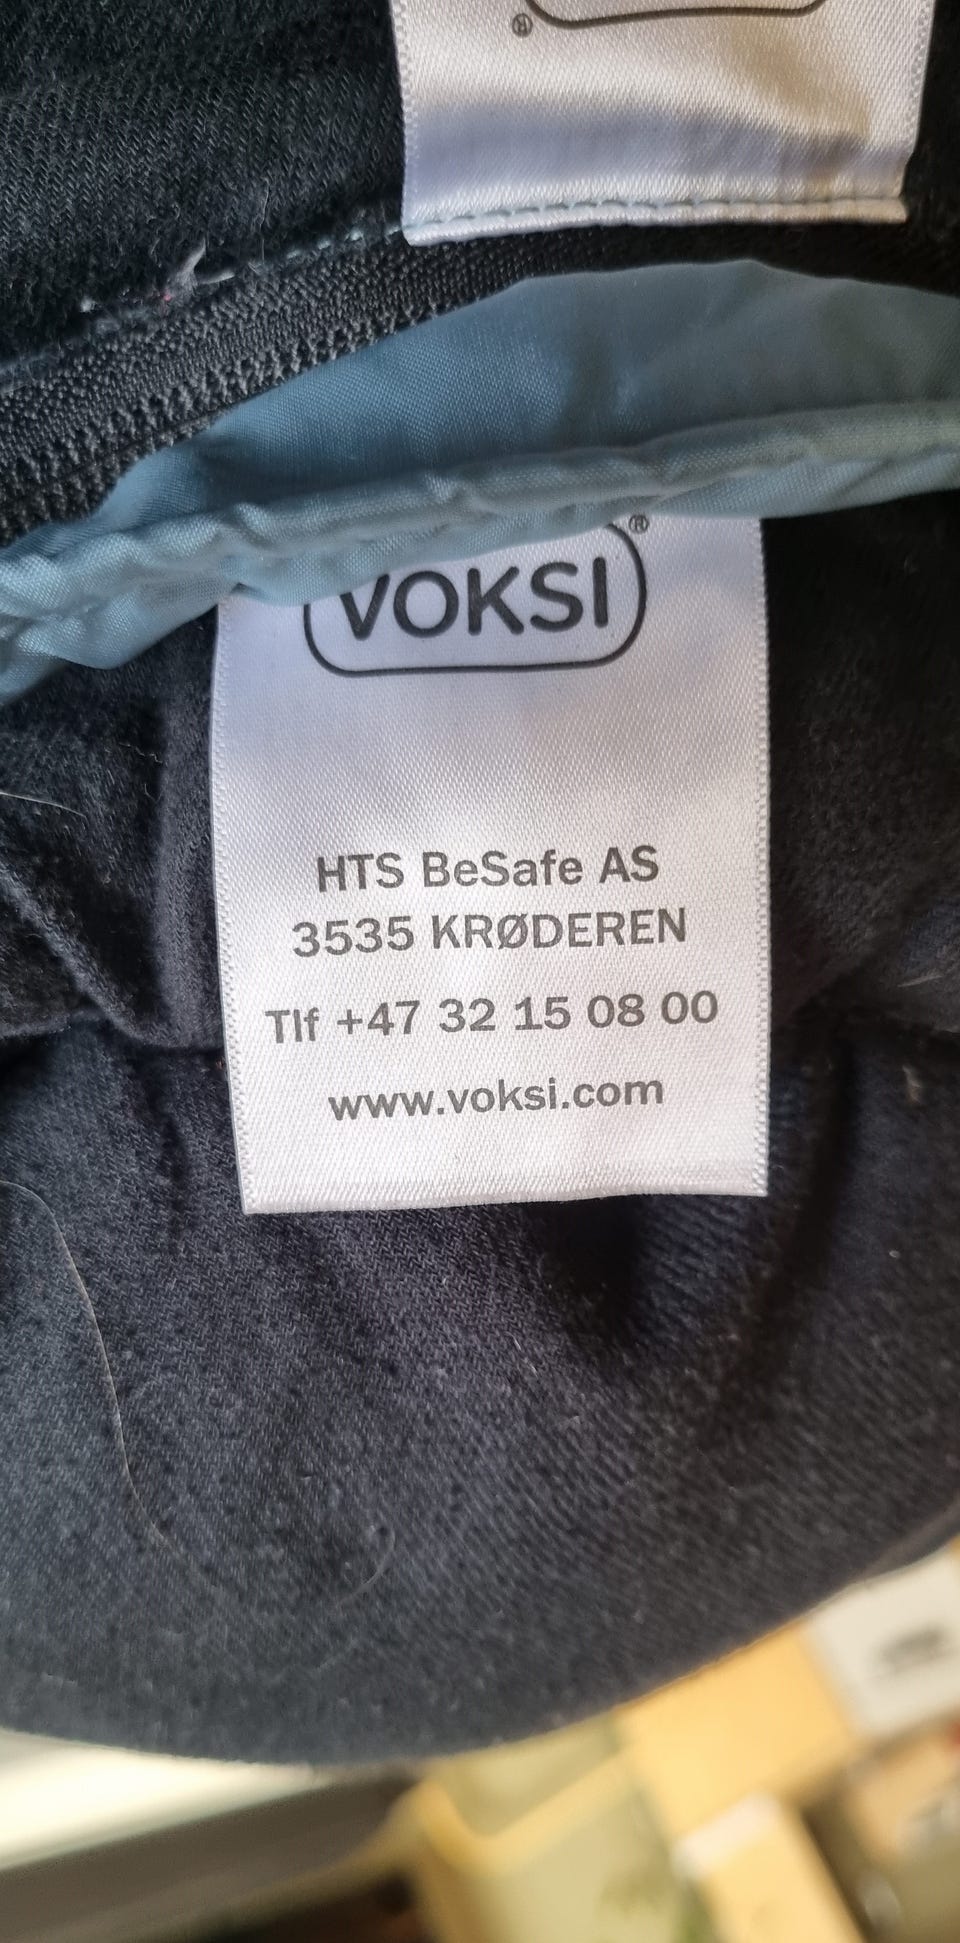 ®
VOKSI®
HTS BeSafe AS
3535 KRØDEREN
Tlf +47 32 15 08 00
www.voksi.com